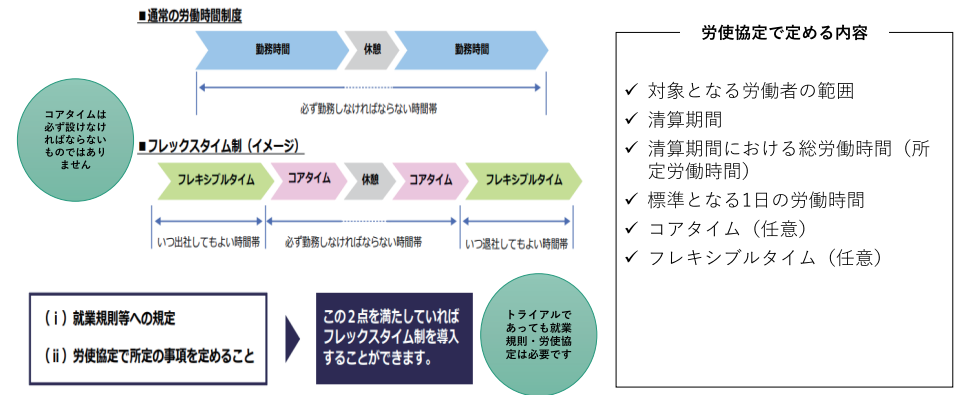 ■通常の労働時間制度
勤務時間
休憩
勤務時間
必ず勤務しなければならない時間帯
コアタイムは
必ず設けなけ
ればならない
ものではあり
ません
■フレックスタイム制（イメージ）
フレキシブルタイム
コアタイム
休憩
コアタイム
フレキシブルタイム
いつ出社してもよい時間帯
必ず勤務しなければならない時間帯
いつ退社してもよい時間帯
（ⅰ）就業規則等への規定
（ⅱ）労使協定で所定の事項を定めること
この２点を満たしていれば
フレックスタイム制を導入
することができます。
トライアルで
あっても就業
規則・労使協
定は必要です
労使協定で定める内容
✓ 対象となる労働者の範囲
✓ 清算期間
✓ 清算期間における総労働時間（所
定労働時間）
✓ 標準となる1日の労働時間
✓ コアタイム（任意）
✓ フレキシブルタイム（任意）